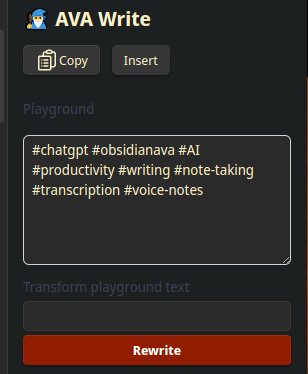 AVA Write
Copy Insert
Playground
#chatgpt #obsidianava #AI
#productivity #writing #note-taking
#transcription #voice-notes
Transform playground text
Rewrite